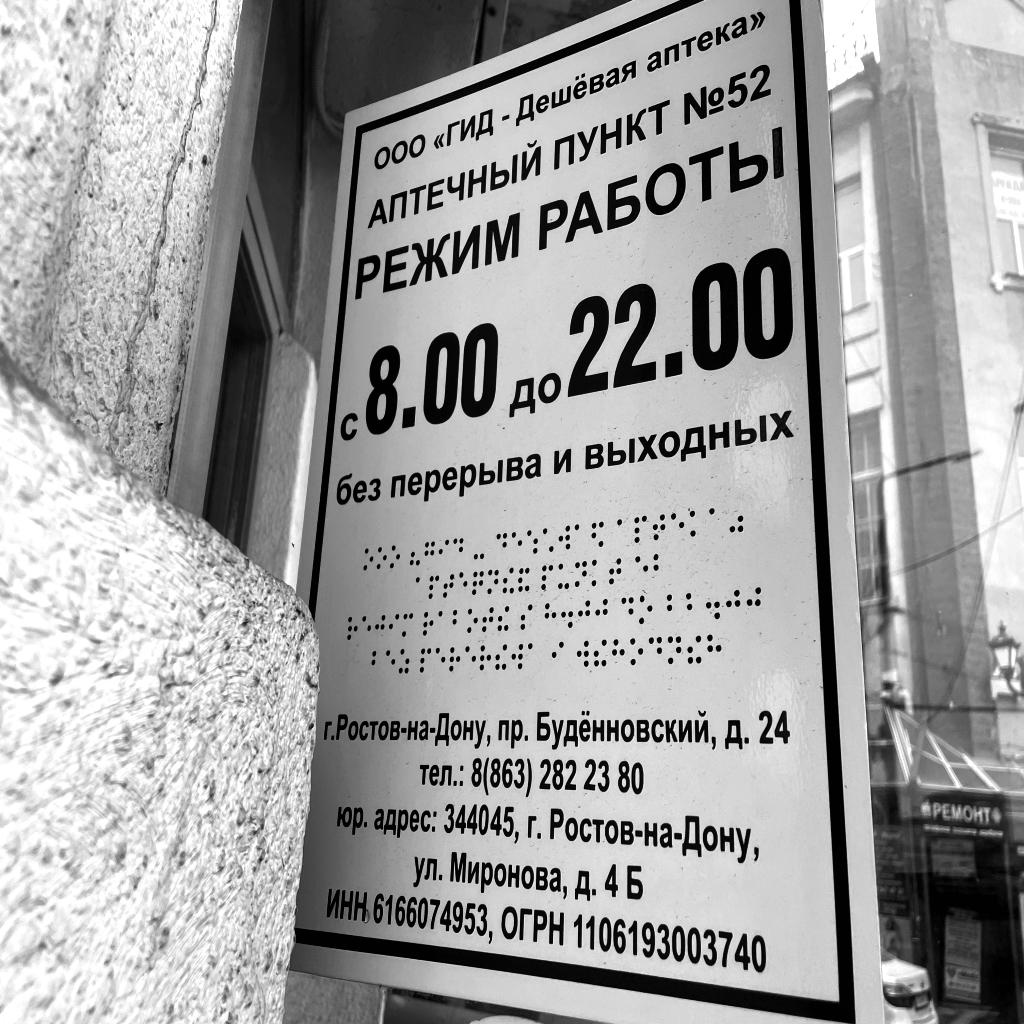 ООО «ГИД - Дешёвая аптека»
АПТЕЧНЫЙ ПУНКТ №52
РЕЖИМ РАБОТЫ
с 8.00 до 22.00
без перерыва и выходных
г.Ростов-на-Дону, пр. Будённовский, д. 24
тел.: 8(863) 282 23 80
юр. адрес: 344045, г. Ростов-на-Дону,
ул. Миронова, д. 4 Б
ИНН 6166074953, ОГРН 1106193003740
РЕМОНТ